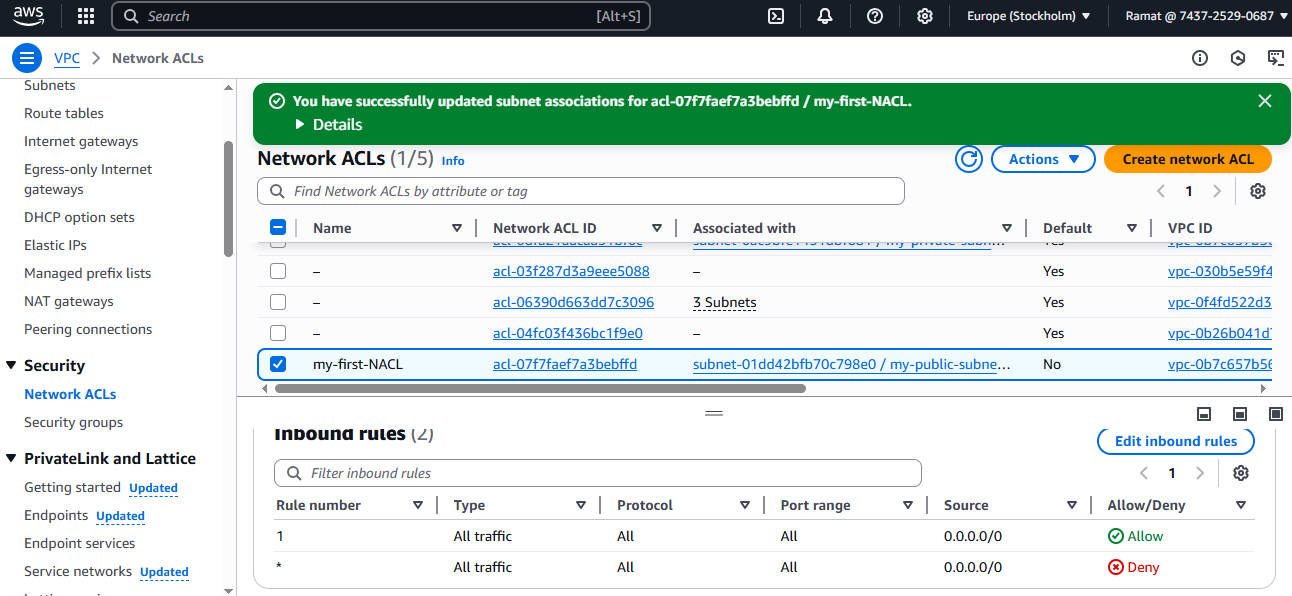 aws Search [Alt+S] Europe (Stockholm) Ramat @ 7437-2529-0687
VPC Network ACLs
Subnets
Route tables
Internet gateways
Egress-only Internet
gateways
DHCP option sets
Elastic IPs
Managed prefix lists
NAT gateways
Peering connections
Security
Network ACLs
Security groups
PrivateLink and Lattice
Getting started Updated
Endpoints Updated
Endpoint services
Service networks Updated
You have successfully updated subnet associations for acl-07f7faef7a3bebffd / my-first-NACL.
Details
Network ACLs (1/5) Info Actions Create network ACL
Find Network ACLs by attribute or tag 1
Name Network ACL ID Associated with Default VPC ID
– acl-03f287d3a9eee5088 – Yes vpc-030b5e59f4
– acl-06390d663dd7c3096 3 Subnets Yes vpc-0f4fd522d3
– acl-04fc03f436bc1f9e0 – Yes vpc-0b26b041d
my-first-NACL acl-07f7faef7a3bebffd subnet-01dd42bfb70c798e0 / my-public-subne… No vpc-0b7c657b56
Inbound rules (2) Edit inbound rules
Filter inbound rules 1
Rule number Type Protocol Port range Source Allow/Deny
1 All traffic All All 0.0.0.0/0 Allow
* All traffic All All 0.0.0.0/0 Deny